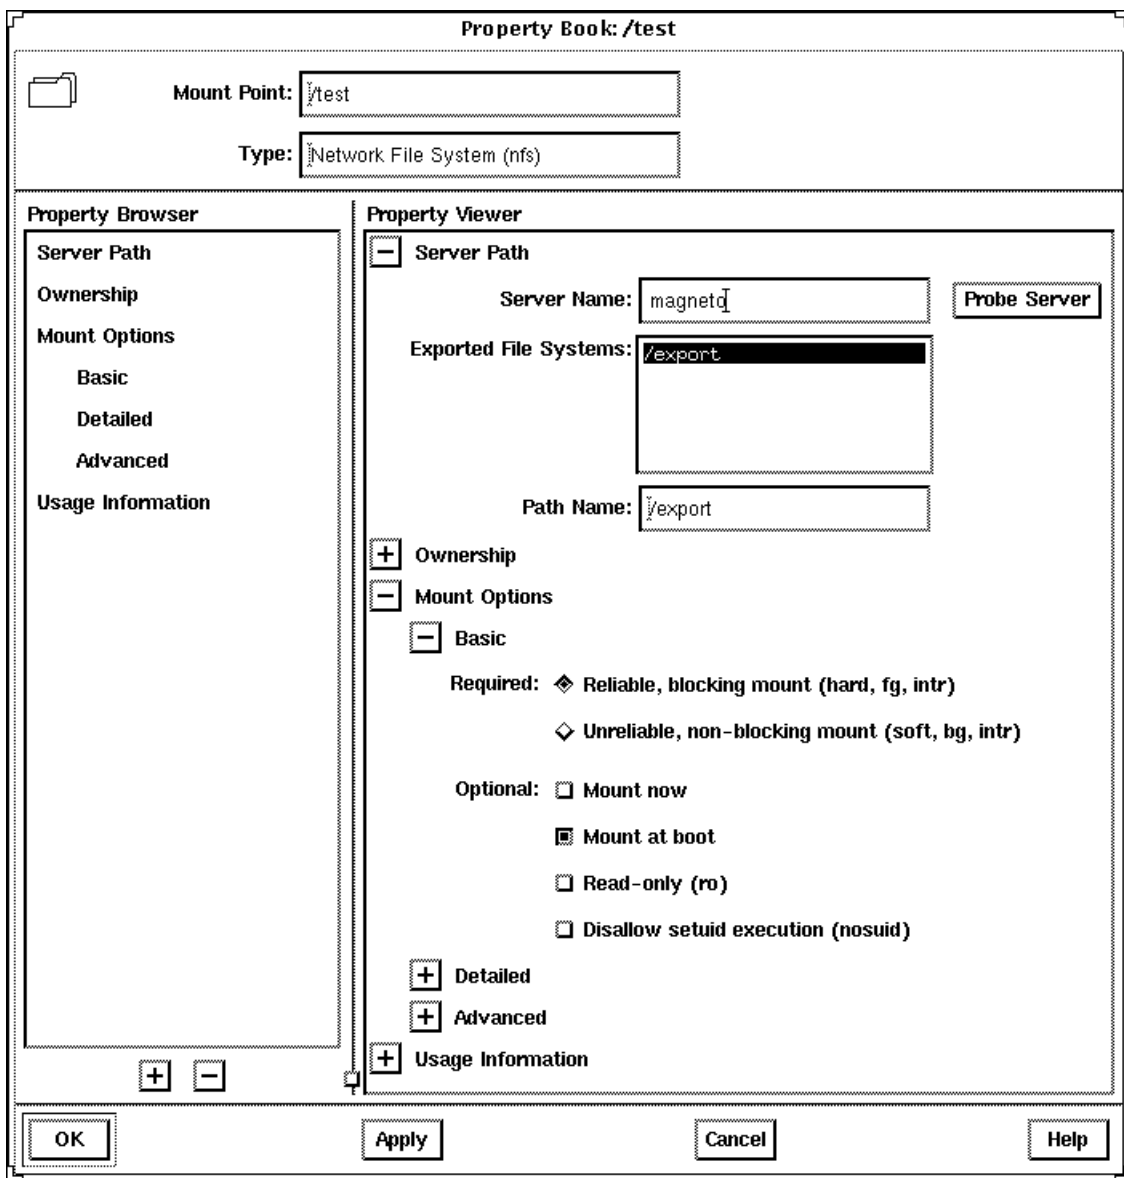 Property Book: /test
Mount Point: /test
Type: Network File System (nfs)
Property Browser
Server Path
Ownership
Mount Options
Basic
Detailed
Advanced
Usage Information
Property Viewer
Server Path
Server Name: magneto
Probe Server
Exported File Systems: /export
Path Name: /export
Ownership
Mount Options
Basic
Required: Reliable, blocking mount (hard, fg, intr)
Unreliable, non-blocking mount (soft, bg, intr)
Optional: Mount now
Mount at boot
Read-only (ro)
Disallow setuid execution (nosuid)
Detailed
Advanced
Usage Information
OK Apply Cancel Help